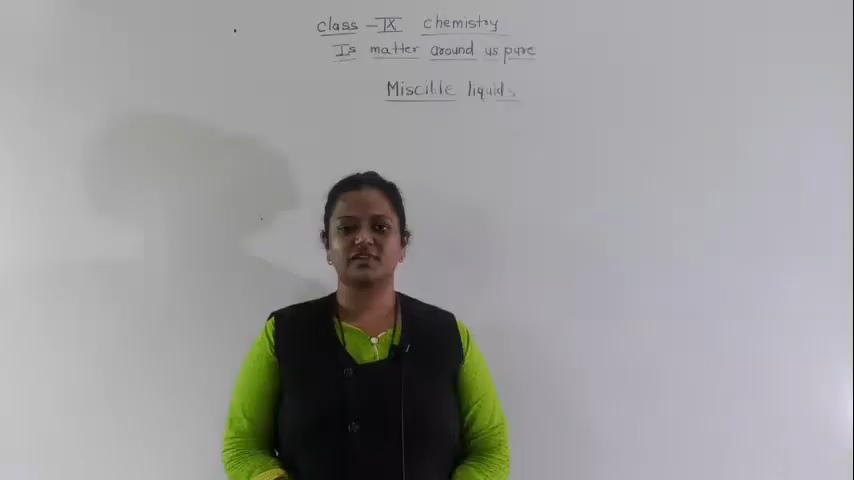 class - IX chemistry
Is matter around us pure
Miscible liquids